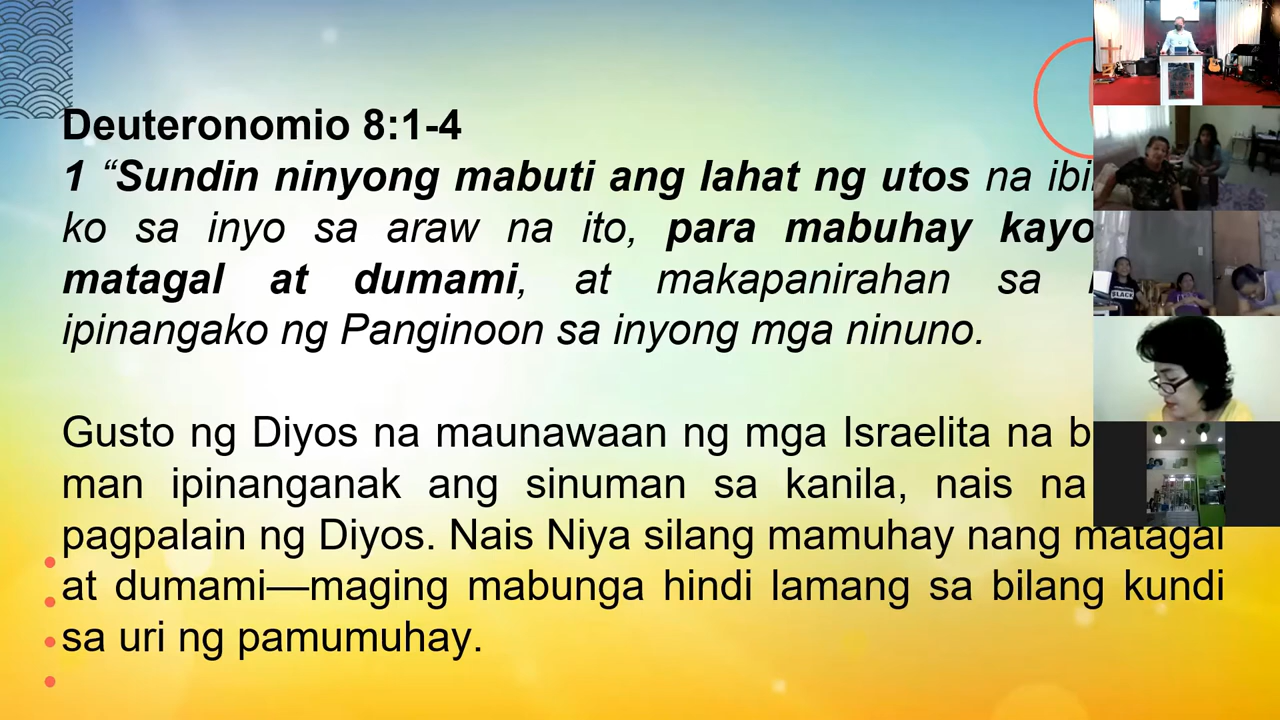 Deuteronomio 8:1-4
1 “Sundin ninyong mabuti ang lahat ng utos na
ko sa inyo sa araw na ito, para mabuhay kayo
matagal at dumami, at makapanirahan sa
ipinangako ng Panginoon sa inyong mga ninuno.
Gusto ng Diyos na maunawaan ng mga Israelita na
man ipinanganak ang sinuman sa kanila, nais na
pagpalain ng Diyos. Nais Niya silang mamuhay nang matagal
at dumami—maging mabunga hindi lamang sa bilang kundi
sa uri ng pamumuhay.
BLACK